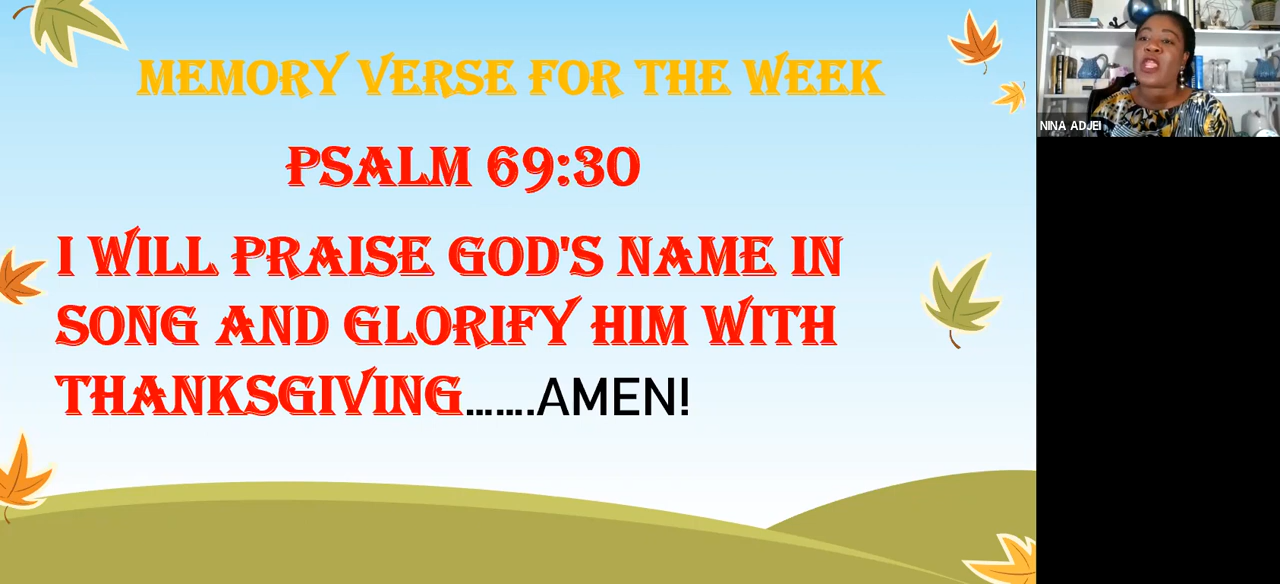 MEMORY VERSE FOR THE WEEK
PSALM 69:30
I WILL PRAISE GOD'S NAME IN
SONG AND GLORIFY HIM WITH
THANKSGIVING…….AMEN!
NINA ADJEI